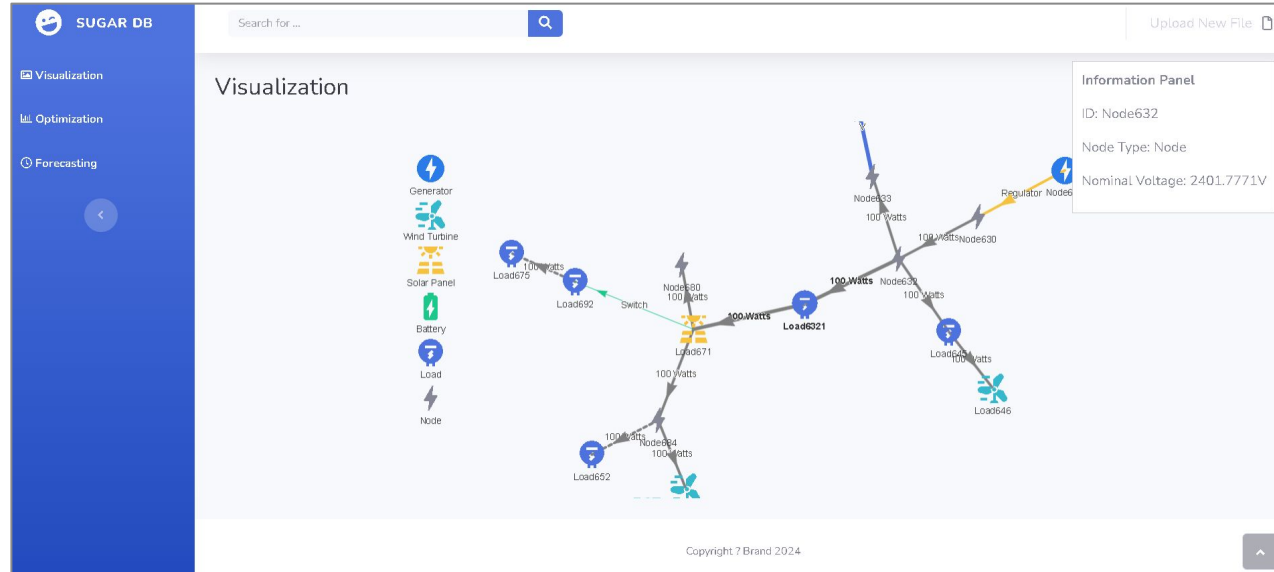 SUGAR DB
Search for ...
Upload New File
Visualization
Optimization
Forecasting
Visualization
Information Panel
ID: Node632
Node Type: Node
Nominal Voltage: 2401.7771V
Generator
Wind Turbine
Solar Panel
Battery
Load
Node
Node633
100 Watts
Regulator
Node6
100 Watts
Node630
Load675
100 Watts
Load692
Switch
Node680
100 Watts
100 Watts
Node632
100 Watts
100 Watts
Load6321
Load671
Load645
100 Watts
Load646
100 Watts
100 Watts
Node684
100 Watts
Load652
Copyright ? Brand 2024